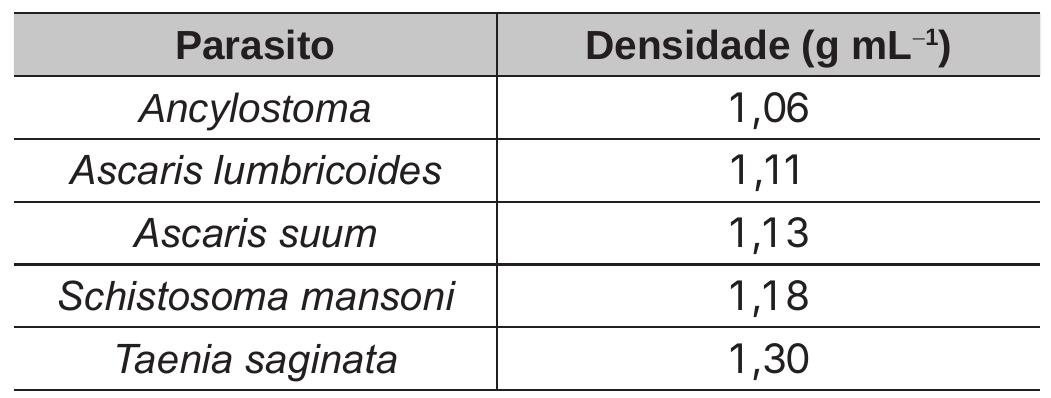 Parasito Densidade (g mL⁻¹)
Ancylostoma 1,06
Ascaris lumbricoides 1,11
Ascaris suum 1,13
Schistosoma mansoni 1,18
Taenia saginata 1,30